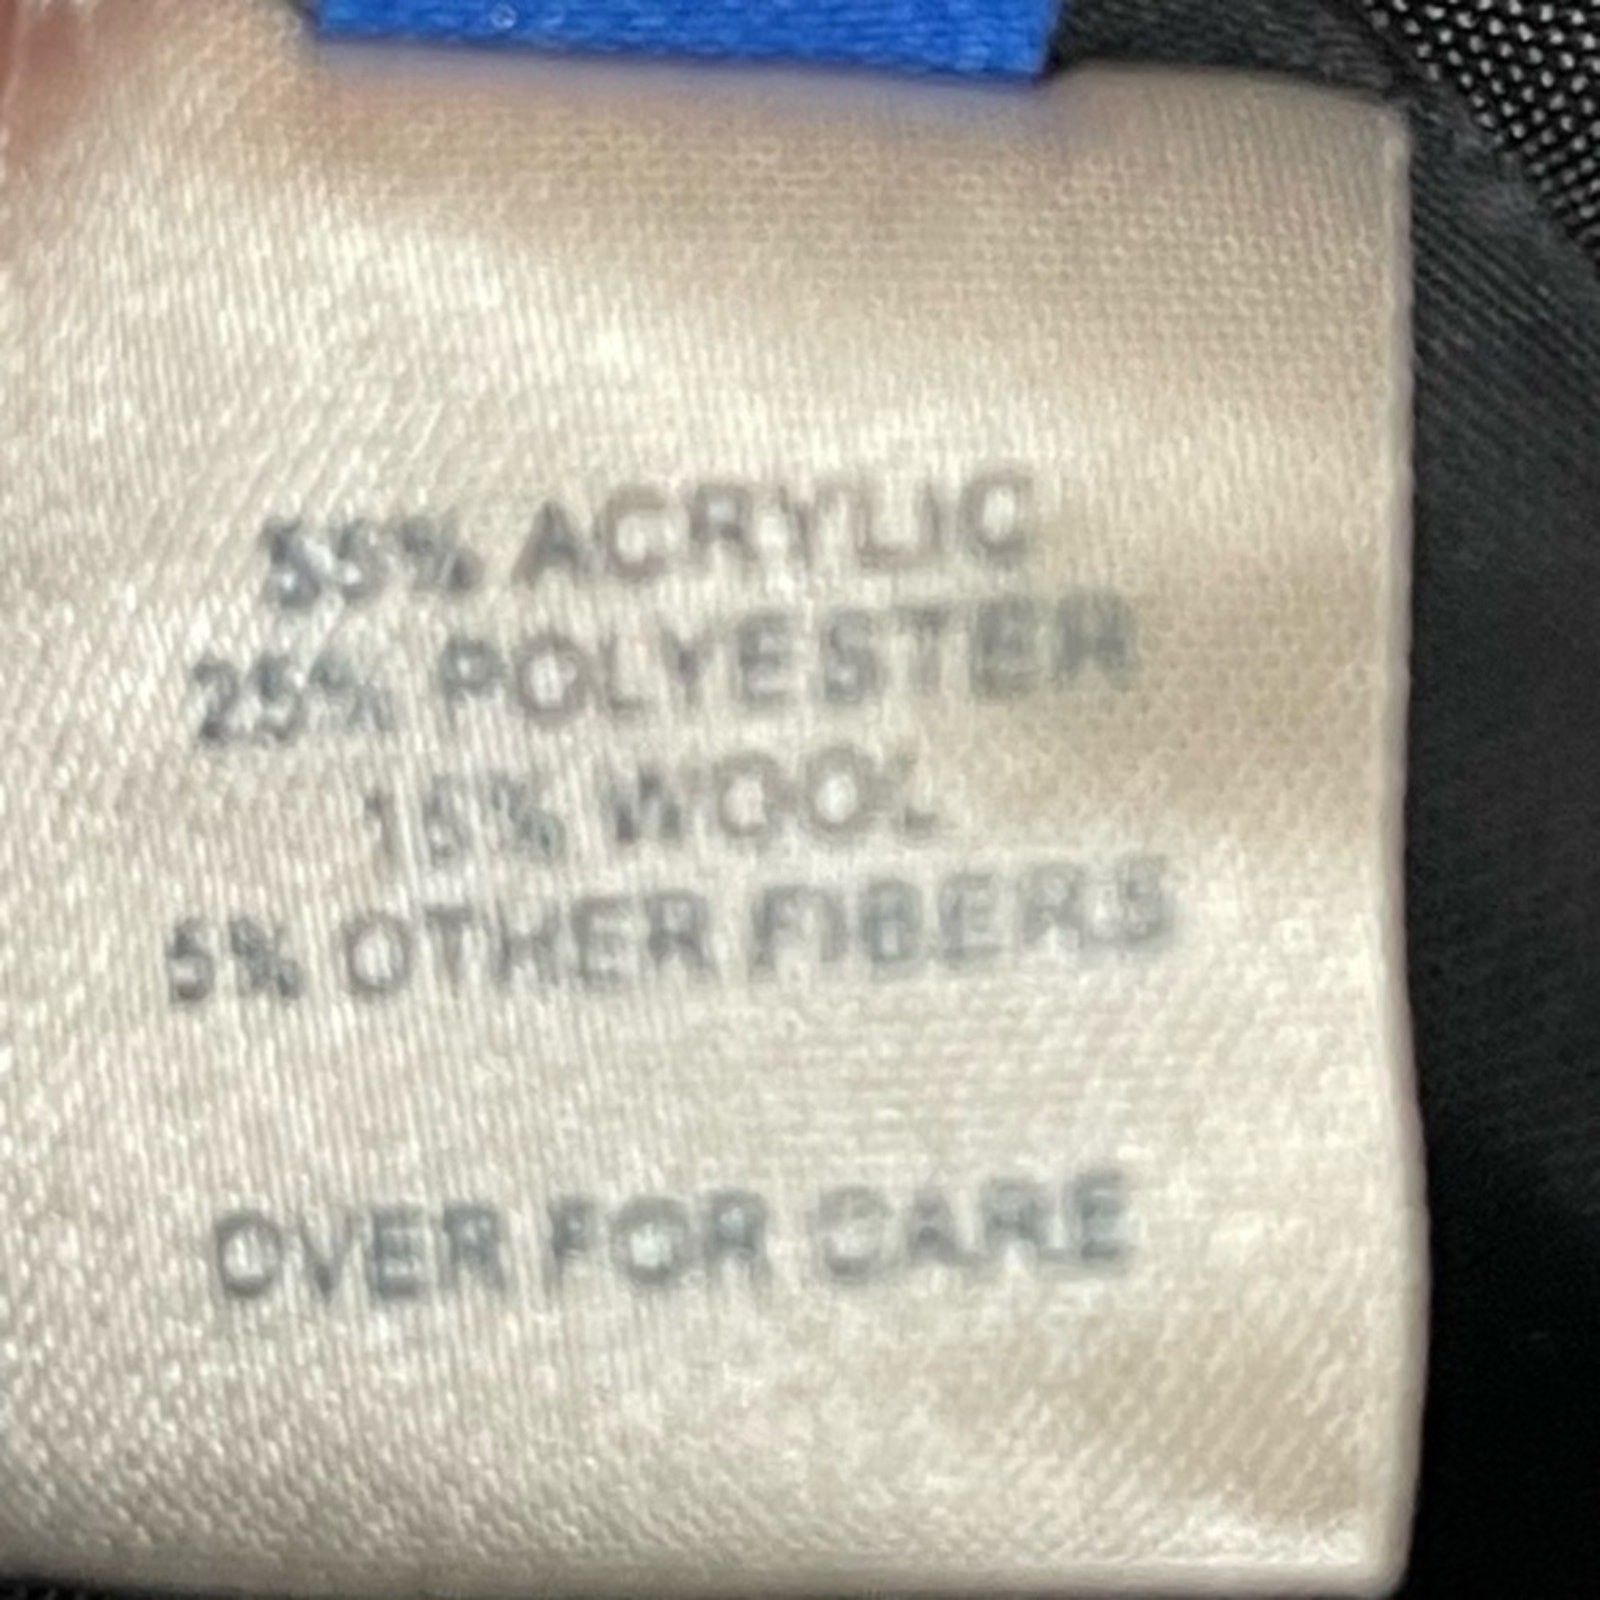 55% ACRYLIC
25% POLYESTER
15% WOOL
5% OTHER FIBERS
OVER FOR CARE